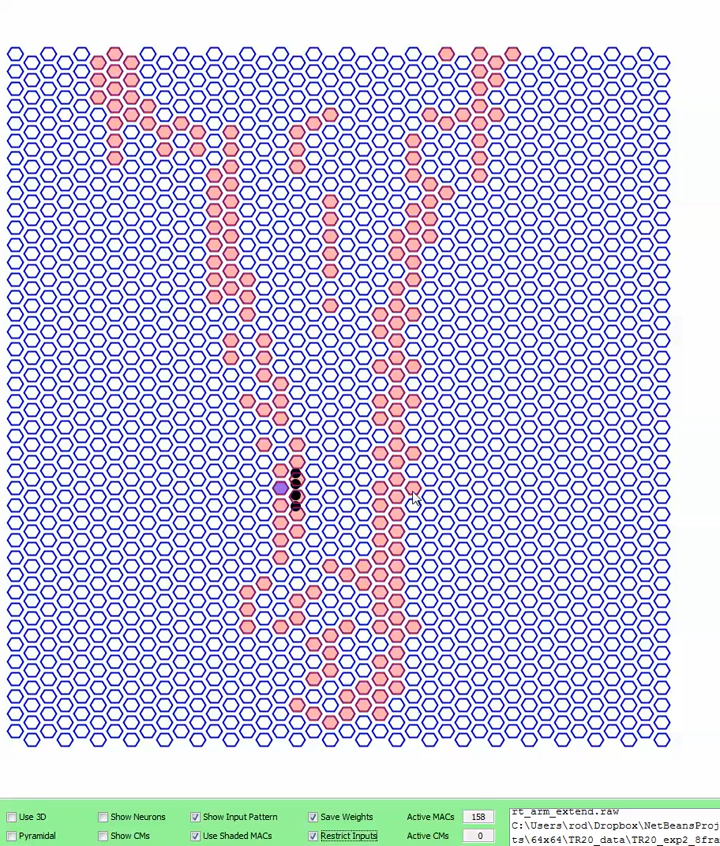 Use 3D
Show Neurons
Show Input Pattern
Save Weights
Active MACs
158
Pyramidal
Show CMs
Use Shaded MACs
Restrict Inputs
Active CMs
0
rt_arm_extend.raw
C:\Users\rod\Dropbox\NetBeansProj
ts\64x64\TR20_data\TR20_exp2_8fra